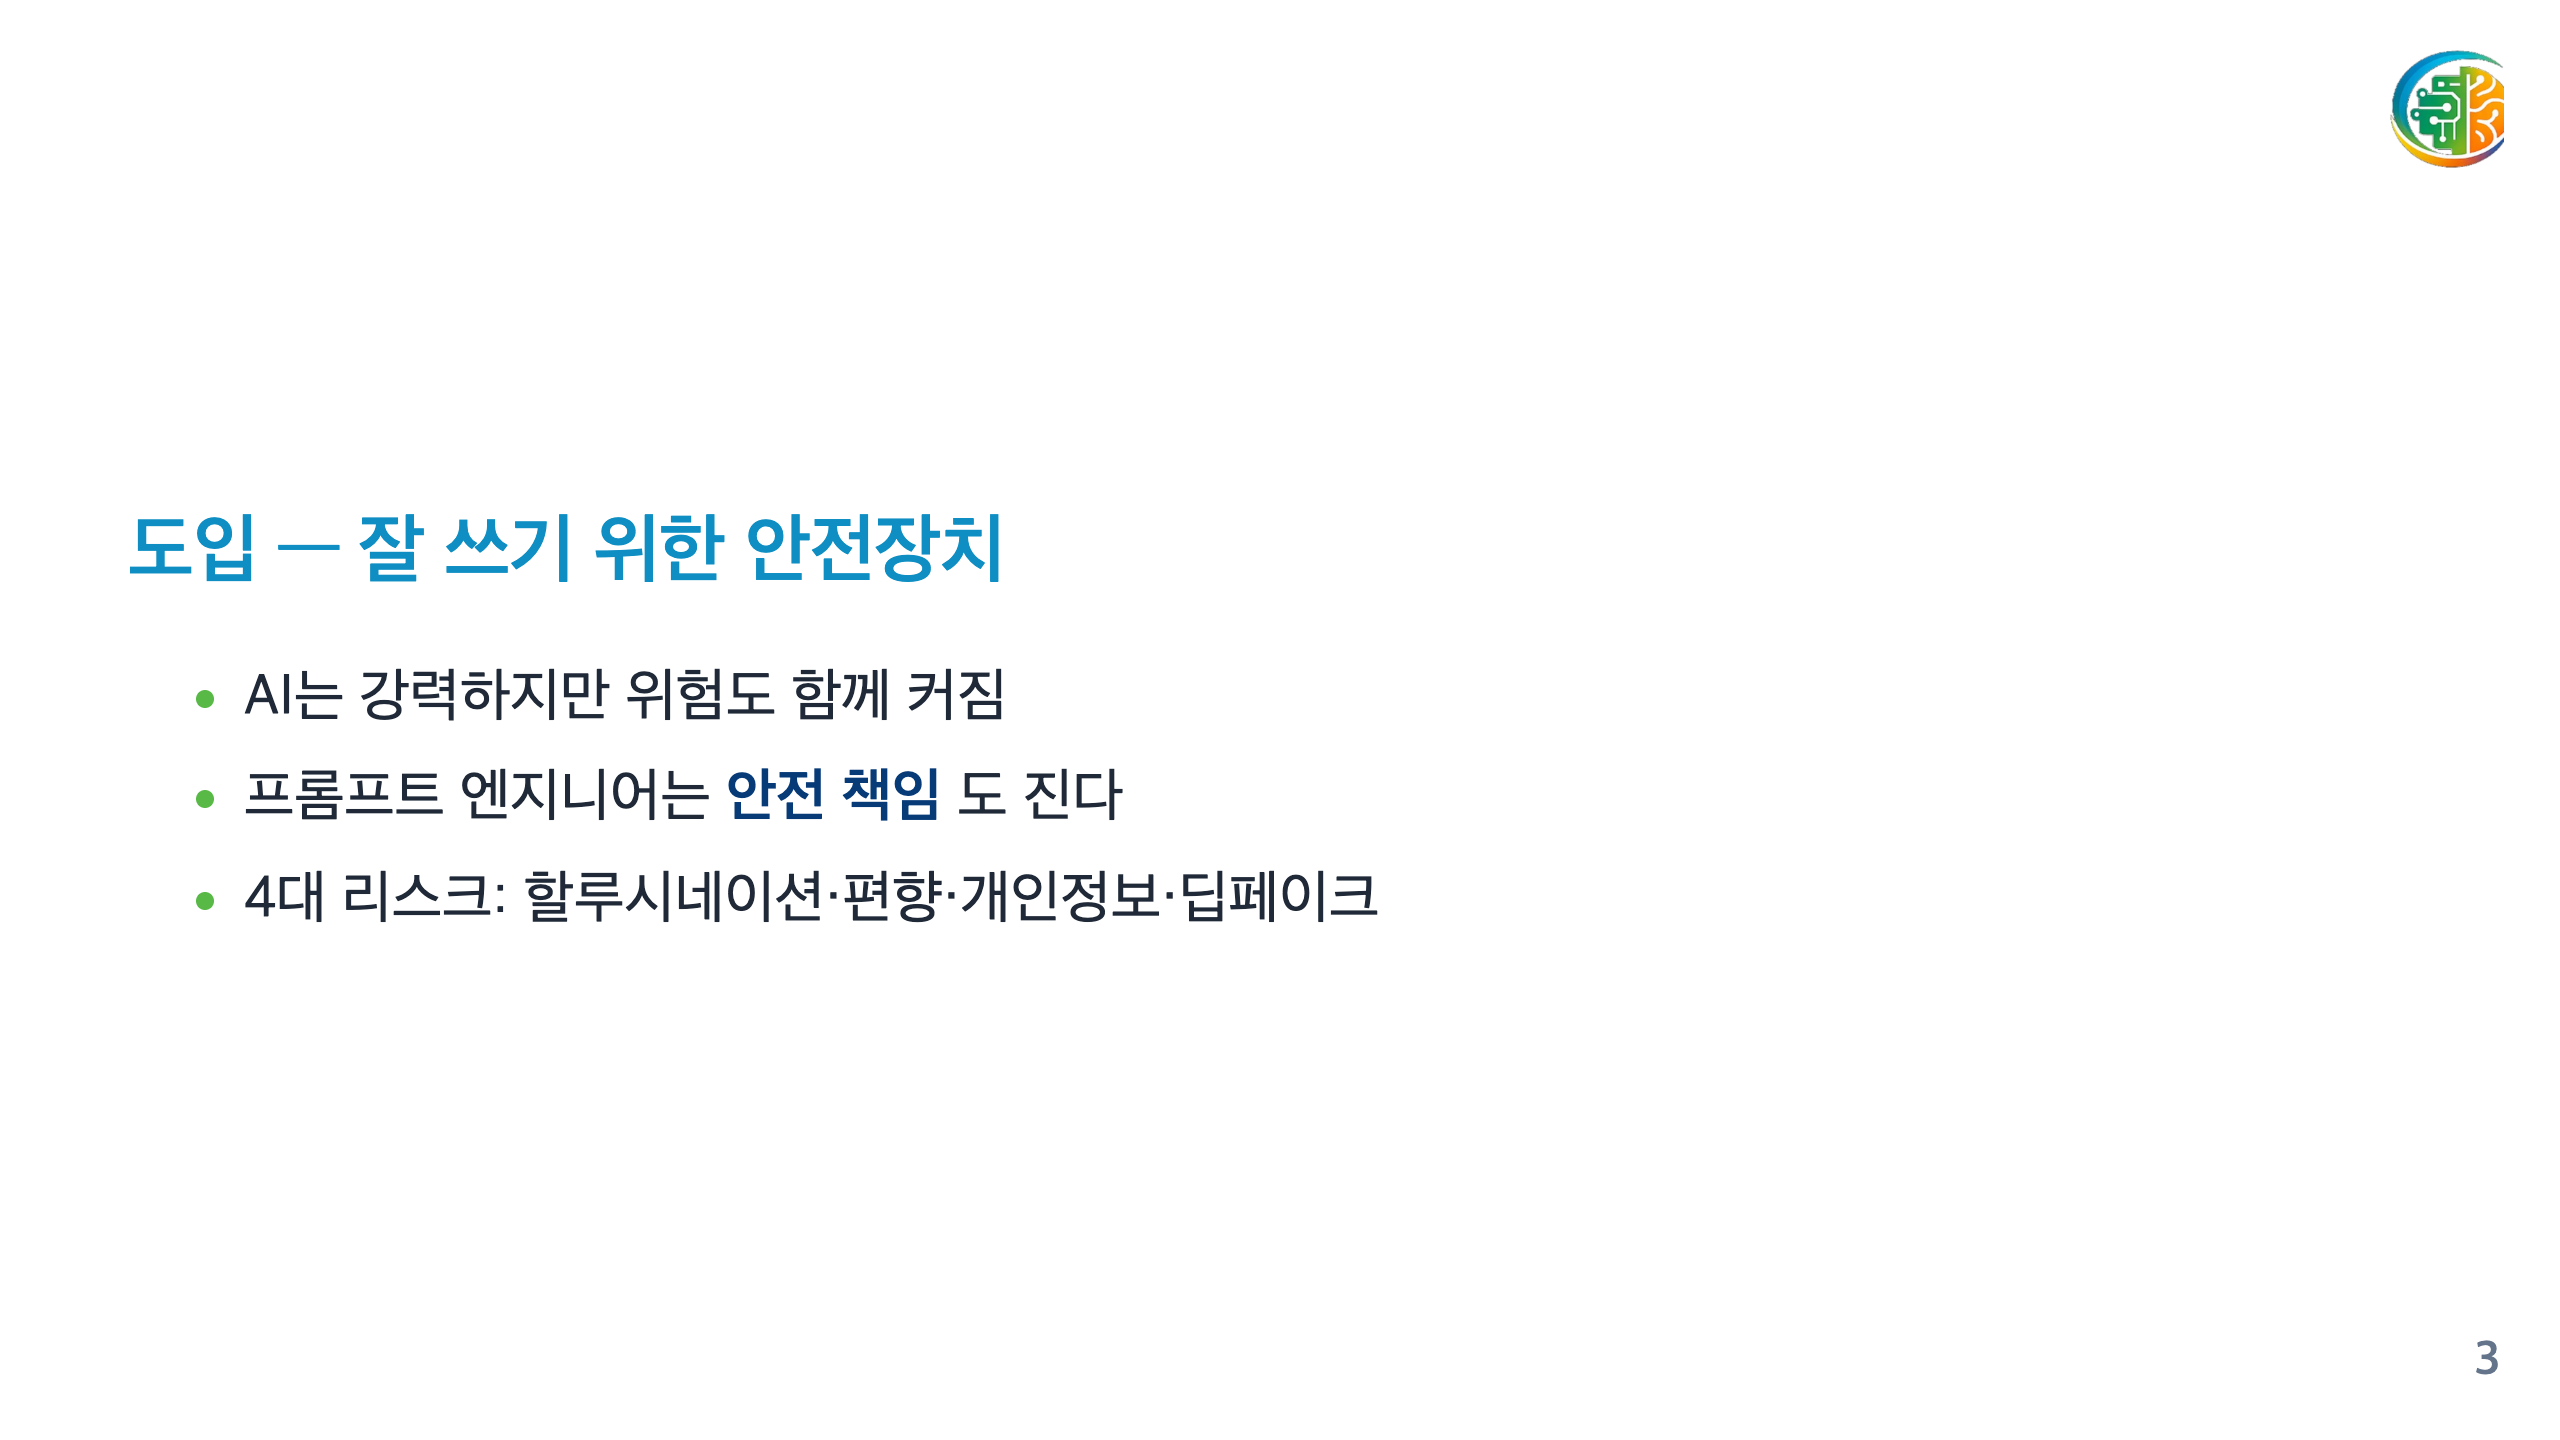 도입 — 잘 쓰기 위한 안전장치
• AI는 강력하지만 위험도 함께 커짐
• 프롬프트 엔지니어는 안전 책임 도 진다
• 4대 리스크: 할루시네이션·편향·개인정보·딥페이크
3